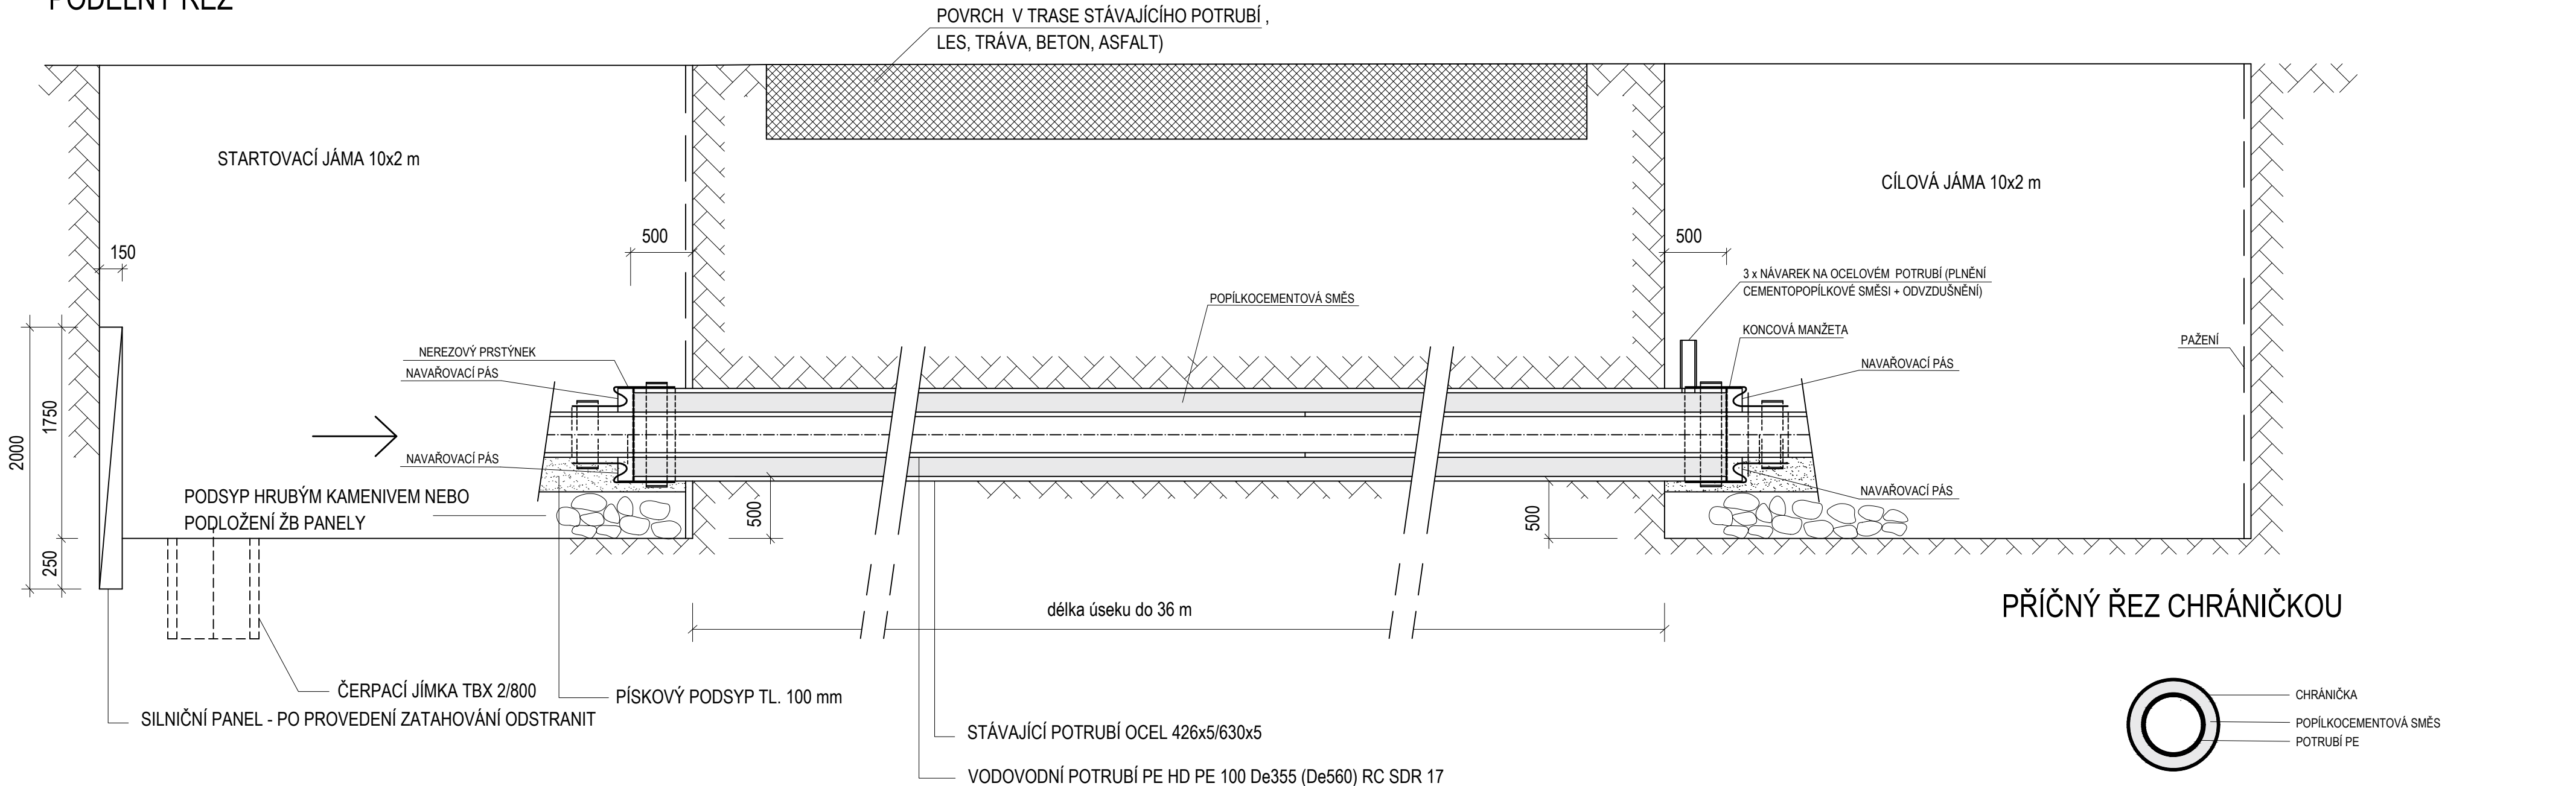 PODÉLNÝ ŘEZ
POVRCH V TRASE STÁVAJÍCÍHO POTRUBÍ ,
LES, TRÁVA, BETON, ASFALT)
STARTOVACÍ JÁMA 10x2 m
CÍLOVÁ JÁMA 10x2 m
150
500
500
3 x NÁVAREK NA OCELOVÉM POTRUBÍ (PLNĚNÍ
CEMENTOPOPÍLKOVÉ SMĚSI + ODVZDUŠNĚNÍ)
POPÍLKOCEMENTOVÁ SMĚS
KONCOVÁ MANŽETA
PAŽENÍ
NEREZOVÝ PRSTÝNEK
NAVAŘOVACÍ PÁS
NAVAŘOVACÍ PÁS
2000
1750
250
NAVAŘOVACÍ PÁS
NAVAŘOVACÍ PÁS
PODSYP HRUBÝM KAMENIVEM NEBO
PODLOŽENÍ ŽB PANELY
500
500
délka úseku do 36 m
PŘÍČNÝ ŘEZ CHRÁNIČKOU
ČERPACÍ JÍMKA TBX 2/800
PÍSKOVÝ PODSYP TL. 100 mm
SILNIČNÍ PANEL - PO PROVEDENÍ ZATAHOVÁNÍ ODSTRANIT
STÁVAJÍCÍ POTRUBÍ OCEL 426x5/630x5
VODOVODNÍ POTRUBÍ PE HD PE 100 De355 (De560) RC SDR 17
CHRÁNIČKA
POPÍLKOCEMENTOVÁ SMĚS
POTRUBÍ PE